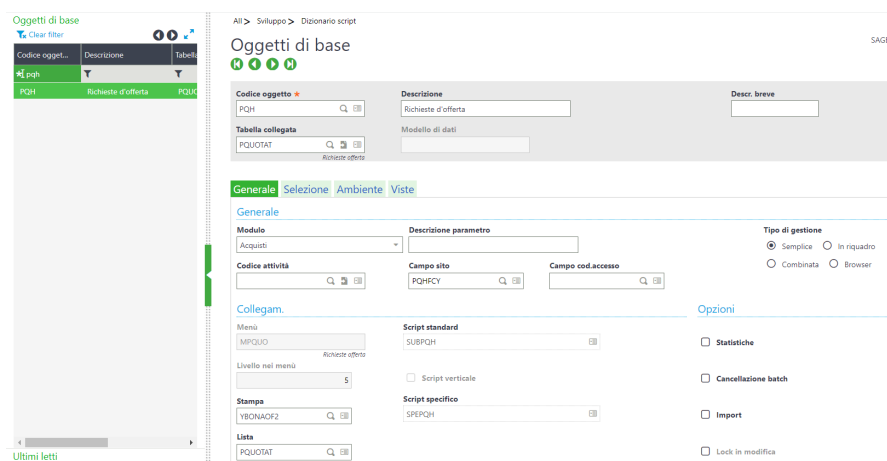 Oggetti di base
Clear filter
Codice ogget... Descrizione Tabella
pqh
PQH Richieste d'offerta PQUO
Ultimi letti
All > Sviluppo > Dizionario script
Oggetti di base
SAGE
Codice oggetto * Descrizione Descr. breve
PQH Richieste d'offerta
Tabella collegata Modello di dati
PQUOTAT
Richieste offerta
Generale Selezione Ambiente Viste
Generale
Modulo Descrizione parametro Tipo di gestione
Acquisti Semplice In riquadro
Codice attività Campo sito Campo cod.accesso Combinata Browser
PQHFCY
Collegam. Opzioni
Menù Script standard
MPQUO SUBPQH Statistiche
Richieste offerta
Livello nei menù
5 Script verticale Cancellazione batch
Stampa Script specifico
YBONAOF2 SPEPQH Import
Lista
PQUOTAT Lock in modifica